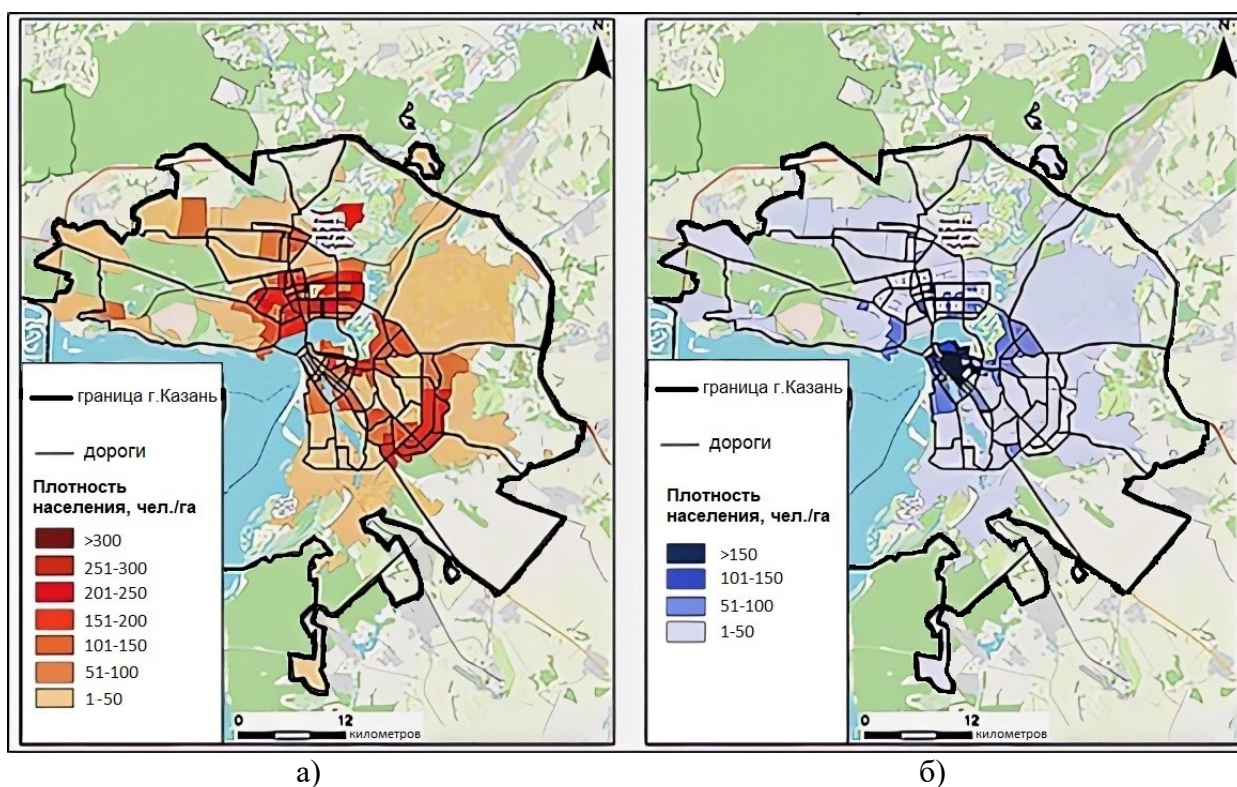 N
граница г.Казань
дороги
Плотность
населения, чел./га
>300
251-300
201-250
151-200
101-150
51-100
1-50
0 12
километров
а)
N
граница г.Казань
дороги
Плотность
населения, чел./га
>150
101-150
51-100
1-50
0 12
километров
б)